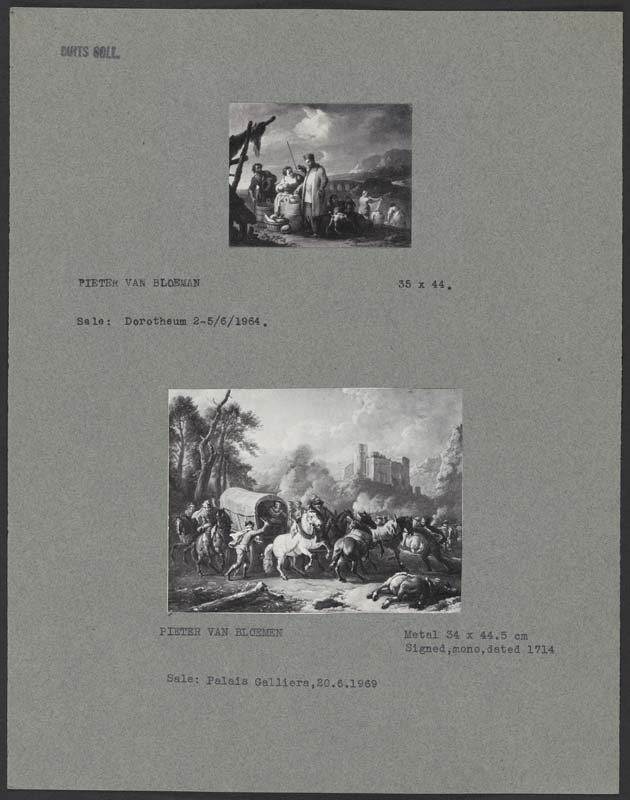 DUITS COLL.
PIETER VAN BLOEMAN
35 x 44.
Sale: Dorotheum 2-5/6/1964.
PIETER VAN BLOEMEN
Metal 34 x 44.5 cm
Signed,mono,dated 1714
Sale: Palais Galliera,20.6.1969